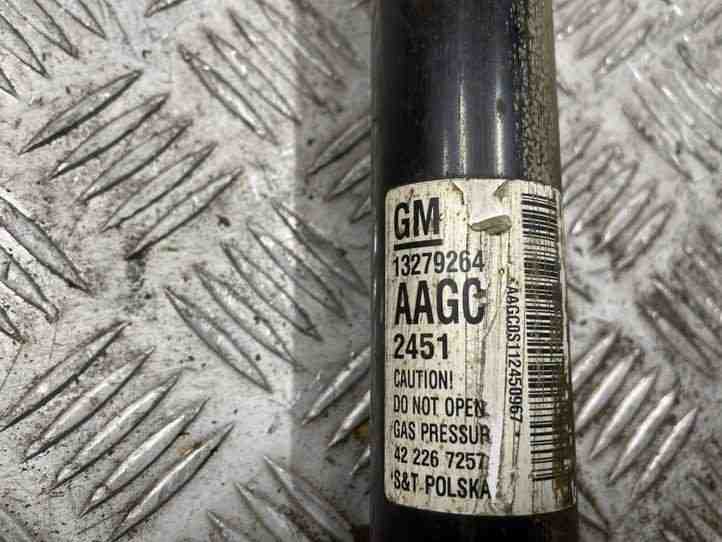 GM
13279264
AAGC
2451
CAUTION!
DO NOT OPEN
GAS PRESSUR
42 226 7257
S&T POLSKA
*AAGC0S112450967